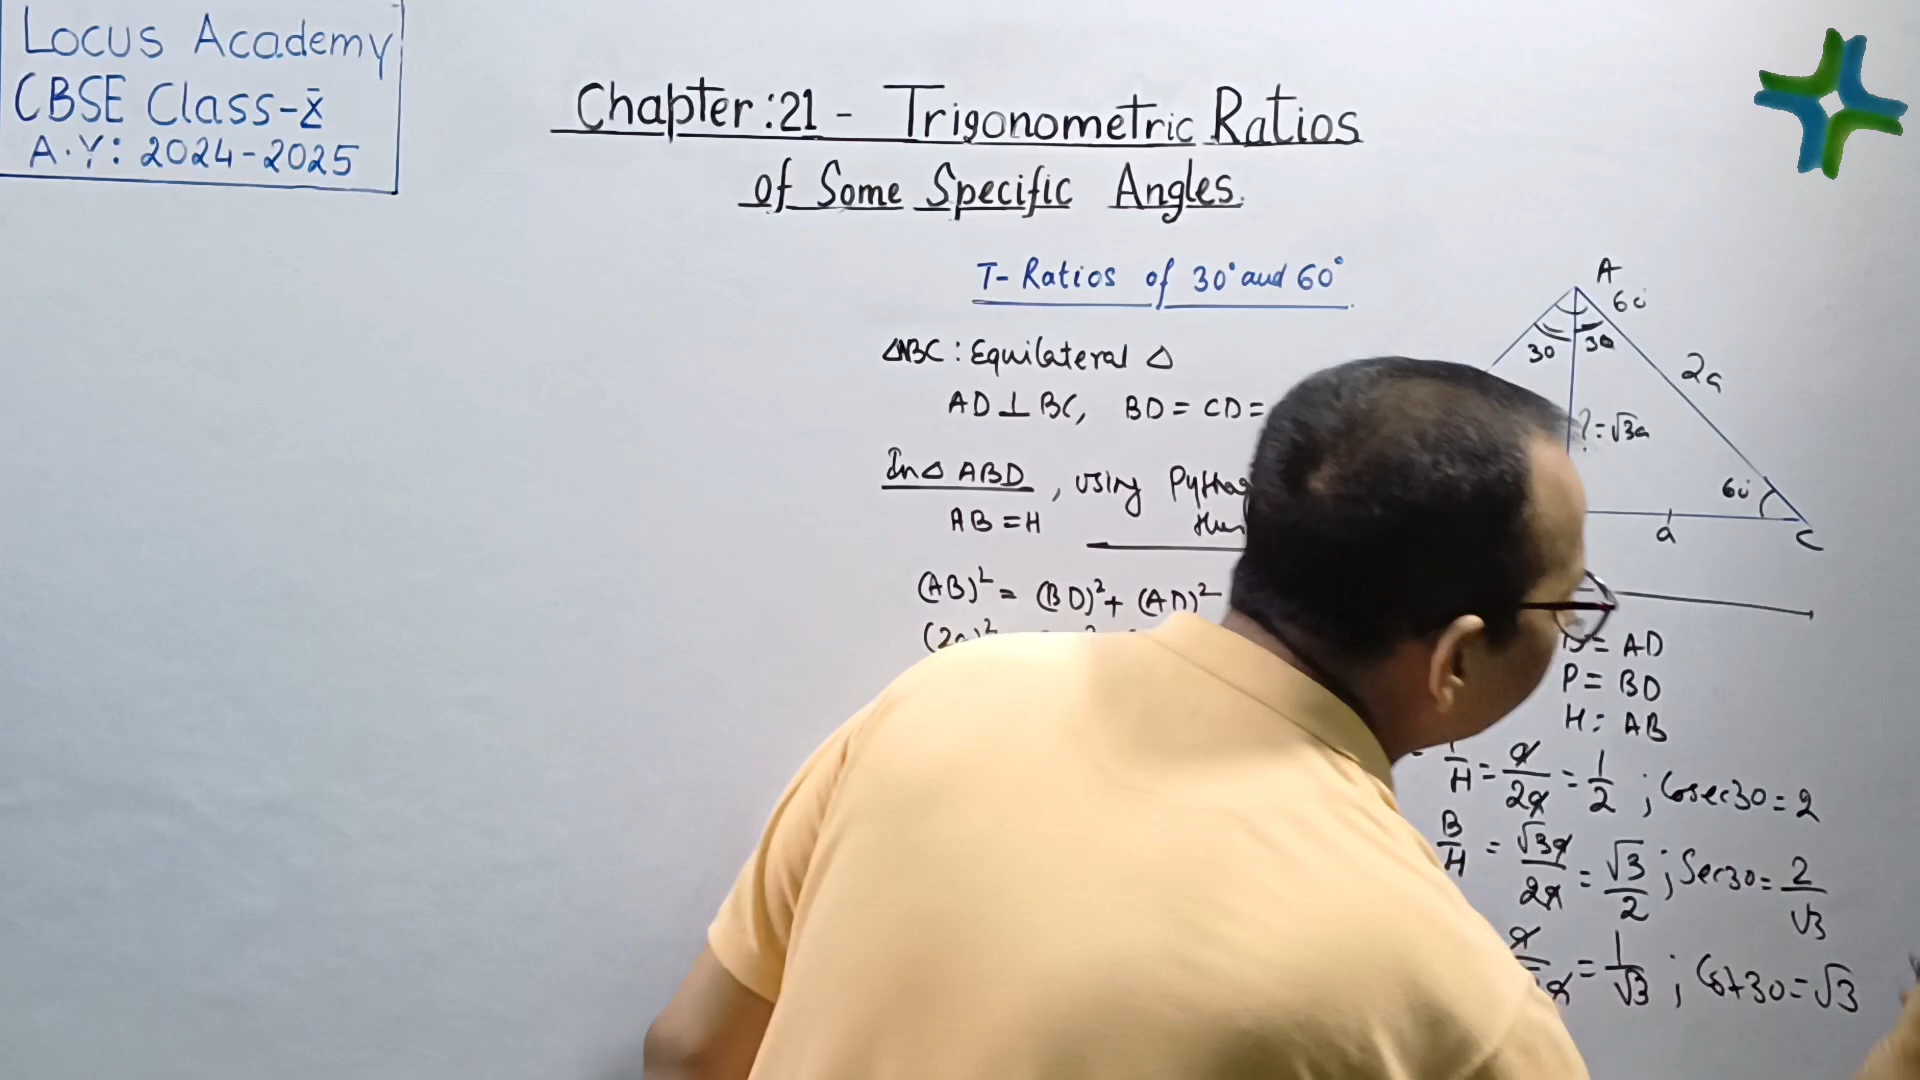 Locus Academy
CBSE Class-X
A.Y: 2024-2025
Chapter:21 - Trigonometric Ratios
of Some Specific Angles.
T-Ratios of 30° and 60°
△ABC : Equilateral △
AD ⊥ BC, BD = CD =
In △ ABD, using
AB = H
(AB)² = (BD)² + (AD)²
A
60°
30 30
2a
? = √3a
60°
a
C
= AD
P = BD
H: AB
H = a/2a = 1/2 ; Cosec30 = 2
B/H = √3a/2a = √3/2 ; Sec30 = 2/√3
= 1/√3 ; Cot30 = √3